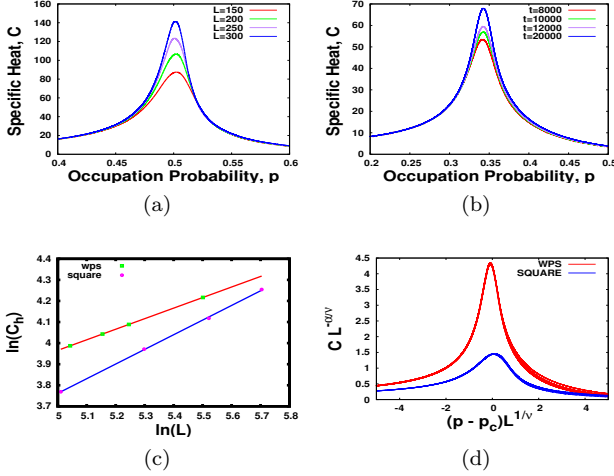 160
140
120
100
80
60
40
20
0
Specific Heat, C
L=150
L=200
L=250
L=300
0.4 0.45 0.5 0.55 0.6
Occupation Probability, p
(a)
70
60
50
40
30
20
10
0
Specific Heat, C
t=8000
t=10000
t=12000
t=20000
0.2 0.25 0.3 0.35 0.4 0.45 0.5
Occupation Probability, p
(b)
4.4
4.3
4.2
4.1
4
3.9
3.8
3.7
ln(Ch)
wps
square
5 5.1 5.2 5.3 5.4 5.5 5.6 5.7 5.8
ln(L)
(c)
4.5
4
3.5
3
2.5
2
1.5
1
0.5
0
C L^-α/ν
WPS
SQUARE
-4 -2 0 2 4
(p - pc)L^1/ν
(d)